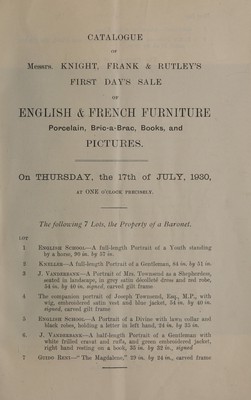 CATALOGUE
OF
Messrs. KNIGHT, FRANK & RUTLEY'S
FIRST DAY'S SALE
OF
ENGLISH & FRENCH FURNITURE
Porcelain, Bric-a-Brac, Books, and
PICTURES.
On THURSDAY, the 17th of JULY, 1930,
AT ONE O'CLOCK PRECISELY.
The following 7 Lots, the Property of a Baronet.
LOT
1 ENGLISH SCHOOL—A full-length Portrait of a Youth standing
by a horse, 90 in. by 57 in.
2 KNELLER—A full-length Portrait of a Gentleman, 84 in. by 51 in.
3 J. VANDERBANK—A Portrait of Mrs. Townsend as a Shepherdess,
seated in landscape, in grey satin décolleté dress and red robe,
54 in. by 40 in. signed, carved gilt frame
4 The companion portrait of Joseph Townsend, Esq., M.P., with
wig, embroidered satin vest and blue jacket, 54 in. by 40 in.
signed, carved gilt frame
5 ENGLISH SCHOOL—A Portrait of a Divine with lawn collar and
black robes, holding a letter in left hand, 24 in. by 25 in.
6 J. VANDERBANK—A half-length Portrait of a Gentleman with
white frilled cravat and ruffs, and green embroidered jacket,
right hand resting on a book, 35 in. by 32 in., signed
7 GUIDO RENI—"The Magdalene," 29 in. by 24 in., carved frame